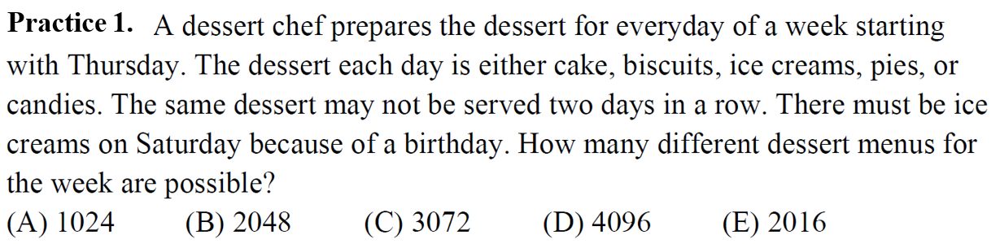 Practice 1. A dessert chef prepares the dessert for everyday of a week starting
with Thursday. The dessert each day is either cake, biscuits, ice creams, pies, or
candies. The same dessert may not be served two days in a row. There must be ice
creams on Saturday because of a birthday. How many different dessert menus for
the week are possible?
(A) 1024 (B) 2048 (C) 3072 (D) 4096 (E) 2016